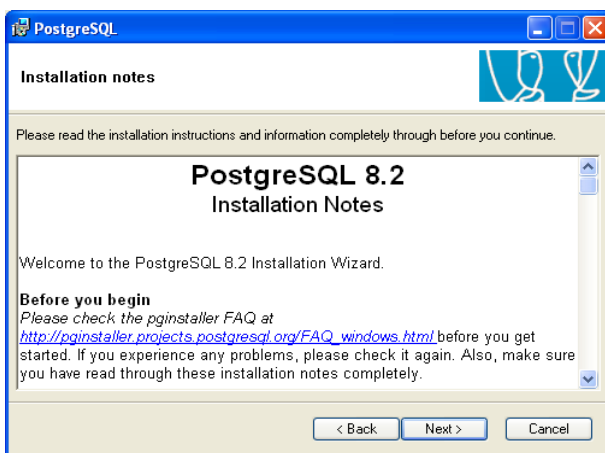 PostgreSQL
Installation notes
Please read the installation instructions and information completely through before you continue.
PostgreSQL 8.2
Installation Notes
Welcome to the PostgreSQL 8.2 Installation Wizard.
Before you begin
Please check the pginstaller FAQ at
http://pginstaller.projects.postgresql.org/FAQ_windows.html before you get
started. If you experience any problems, please check it again. Also, make sure
you have read through these installation notes completely.
< Back Next > Cancel